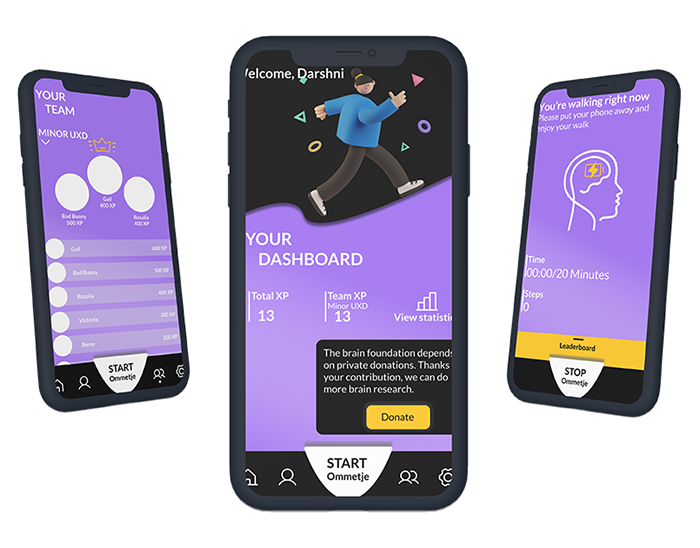 YOUR
TEAM
MINOR UXD
Gail
600 XP
Bad Bunny
500 XP
Rosalia
400 XP
Gail 600 XP
Bad Bunny 500 XP
Rosalia 400 XP
Victoria 300 XP
Jhene 200 XP
START
Ommetje
Welcome, Darshni
YOUR
DASHBOARD
Total XP
13
Team XP
Minor UXD
13
View statistic
The brain foundation depends
on private donations. Thanks
your contribution, we can do
more brain research.
Donate
START
Ommetje
You're walking right now
Please put your phone away and
enjoy your walk
Time
00:00/20 Minutes
Steps
0
Leaderboard
STOP
Ommetje